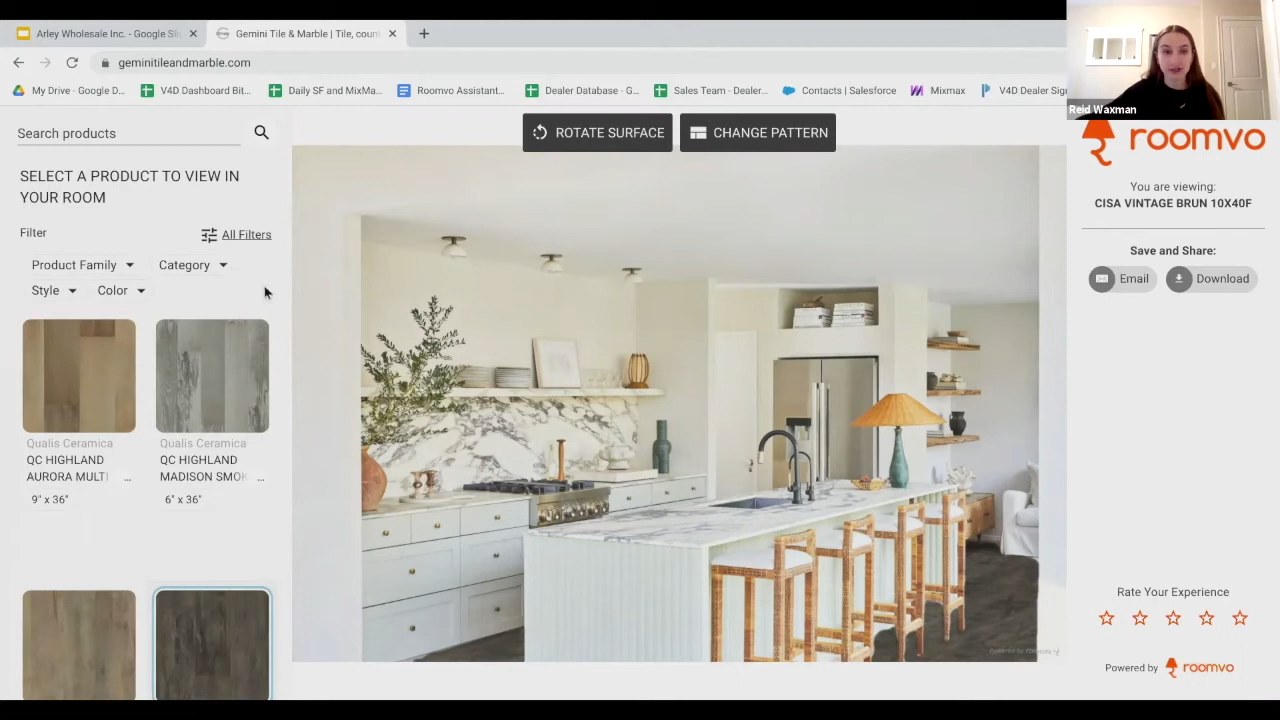 Arley Wholesale Inc. - Google Sli
Gemini Tile & Marble | Tile, coun
geminitileandmarble.com
My Drive - Google D...
V4D Dashboard Bit...
Daily SF and MixMa...
Roomvo Assistant...
Dealer Database - G...
Sales Team - Dealer...
Contacts | Salesforce
Mixmax
V4D Dealer Sig
Reid Waxman
Search products
ROTATE SURFACE
CHANGE PATTERN
roomvo
SELECT A PRODUCT TO VIEW IN
YOUR ROOM
You are viewing:
CISA VINTAGE BRUN 10X40F
Filter
All Filters
Save and Share:
Product Family
Category
Email
Download
Style
Color
Qualis Ceramica
QC HIGHLAND
AURORA MULTI ...
9" x 36"
Qualis Ceramica
QC HIGHLAND
MADISON SMOK...
6" x 36"
Rate Your Experience
Powered by roomvo
Powered by roomvo